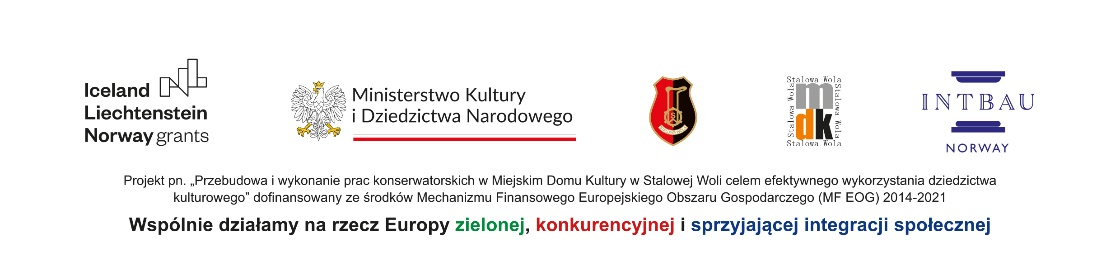 Iceland
Liechtenstein
Norway grants
Ministerstwo Kultury
i Dziedzictwa Narodowego
Stalowa Wola
Stalowa Wola
m
dk
Stalowa Wola
Stalowa Wola
INTBAU
NORWAY
Projekt pn. „Przebudowa i wykonanie prac konserwatorskich w Miejskim Domu Kultury w Stalowej Woli celem efektywnego wykorzystania dziedzictwa
kulturowego” dofinansowany ze środków Mechanizmu Finansowego Europejskiego Obszaru Gospodarczego (MF EOG) 2014-2021
Wspólnie działamy na rzecz Europy zielonej, konkurencyjnej i sprzyjającej integracji społecznej